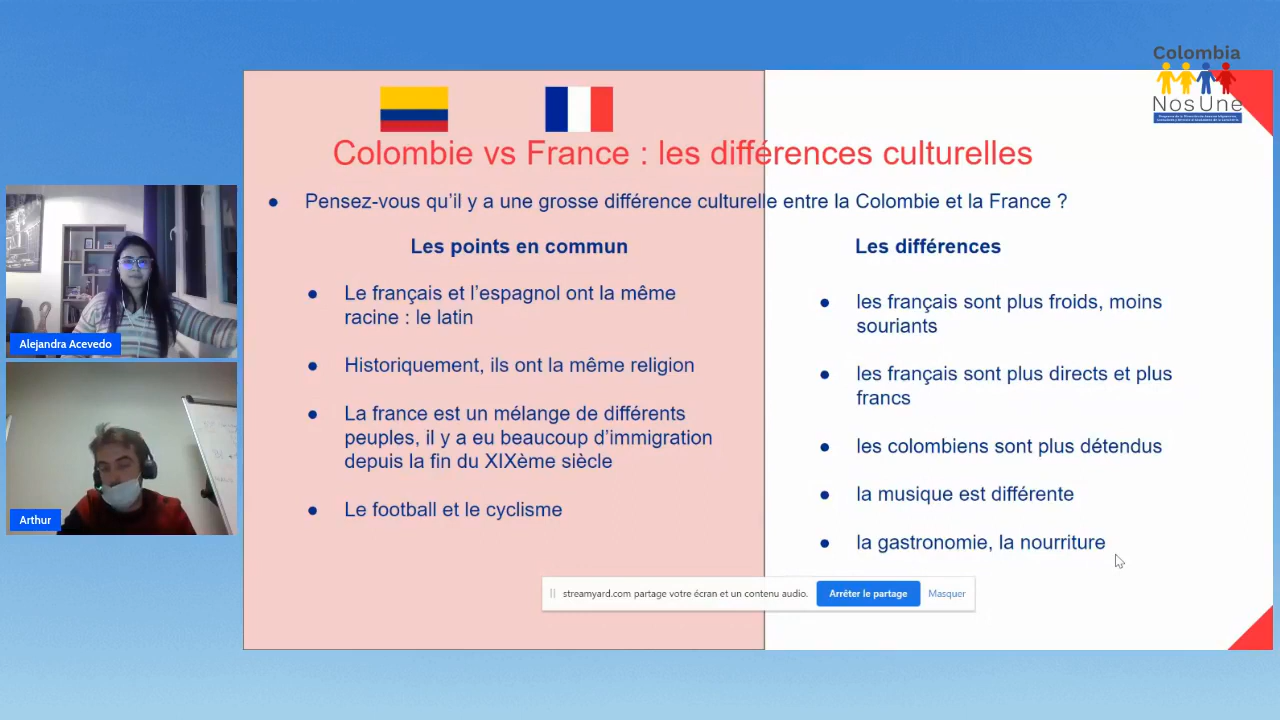 Colombia
NosUne
Colombie vs France : les différences culturelles
Pensez-vous qu'il y a une grosse différence culturelle entre la Colombie et la France ?
Les points en commun
Le français et l'espagnol ont la même
racine : le latin
Historiquement, ils ont la même religion
La france est un mélange de différents
peuples, il y a eu beaucoup d'immigration
depuis la fin du XIXème siècle
Le football et le cyclisme
Les différences
les français sont plus froids, moins
souriants
les français sont plus directs et plus
francs
les colombiens sont plus détendus
la musique est différente
la gastronomie, la nourriture
streamyard.com partage votre écran et un contenu audio.
Arrêter le partage
Masquer
Alejandra Acevedo
Arthur